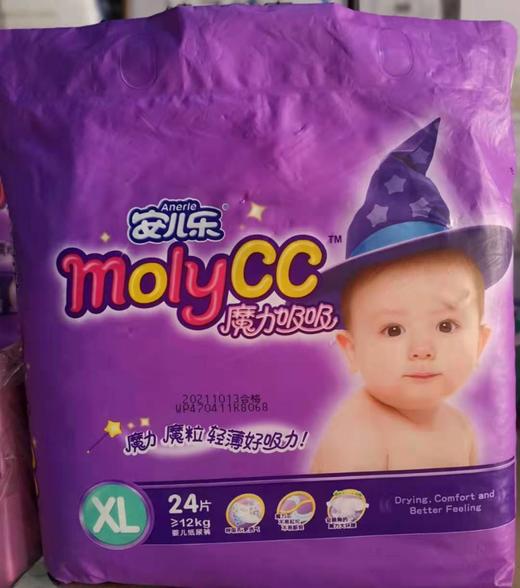 Anerle
安儿乐®
molyCC™
魔力吸吸
20211013合格
WP470411K8068
魔力 魔粒 轻薄好吸力!
XL
24片
≥12kg
婴儿纸尿裤
Drying, Comfort and
Better Feeling